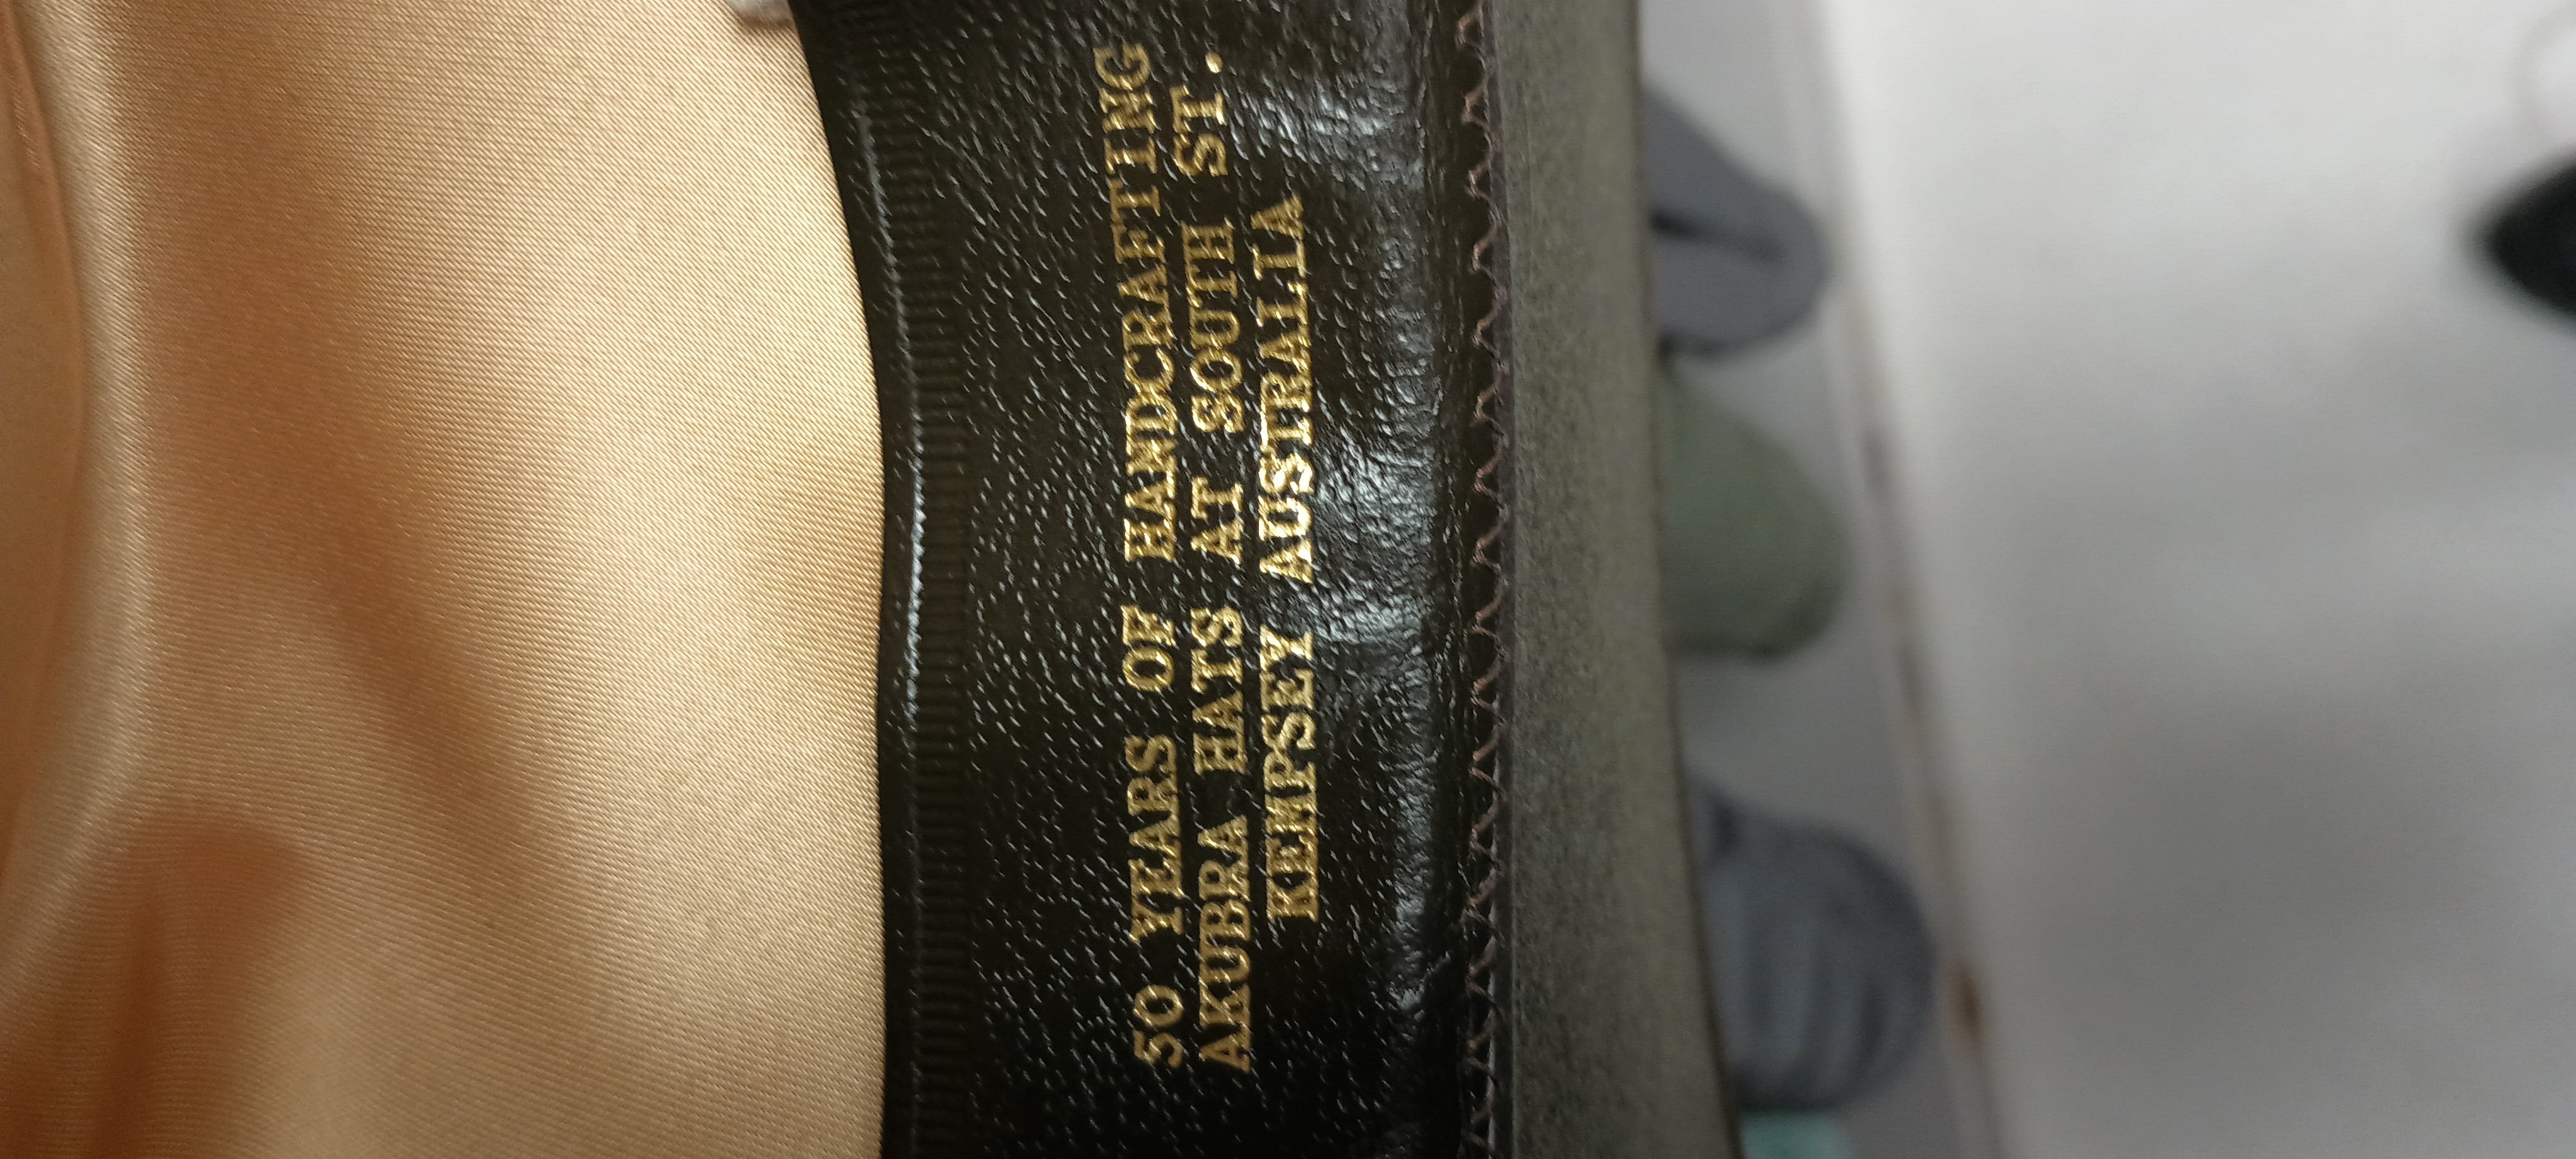 50 YEARS OF HANDCRAFTING
AKUBRA HATS AT SOUTH ST.
KEMPSEY AUSTRALIA